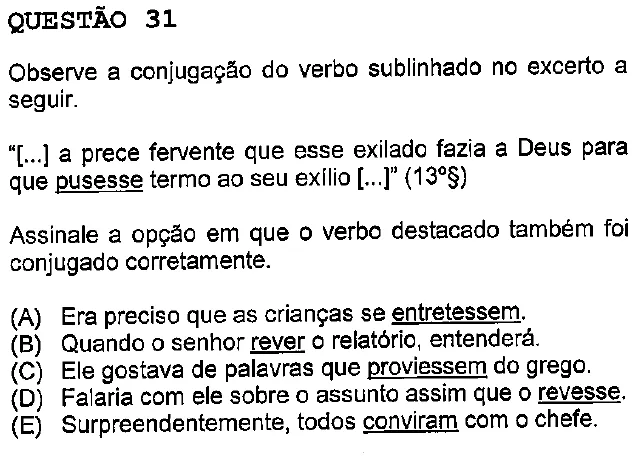 QUESTÃO 31
Observe a conjugação do verbo sublinhado no excerto a
seguir.
“[...] a prece fervente que esse exilado fazia a Deus para
que pusesse termo ao seu exílio [...]” (13º§)
Assinale a opção em que o verbo destacado também foi
conjugado corretamente.
(A) Era preciso que as crianças se entretessem.
(B) Quando o senhor rever o relatório, entenderá.
(C) Ele gostava de palavras que proviessem do grego.
(D) Falaria com ele sobre o assunto assim que o revesse.
(E) Surpreendentemente, todos conviram com o chefe.